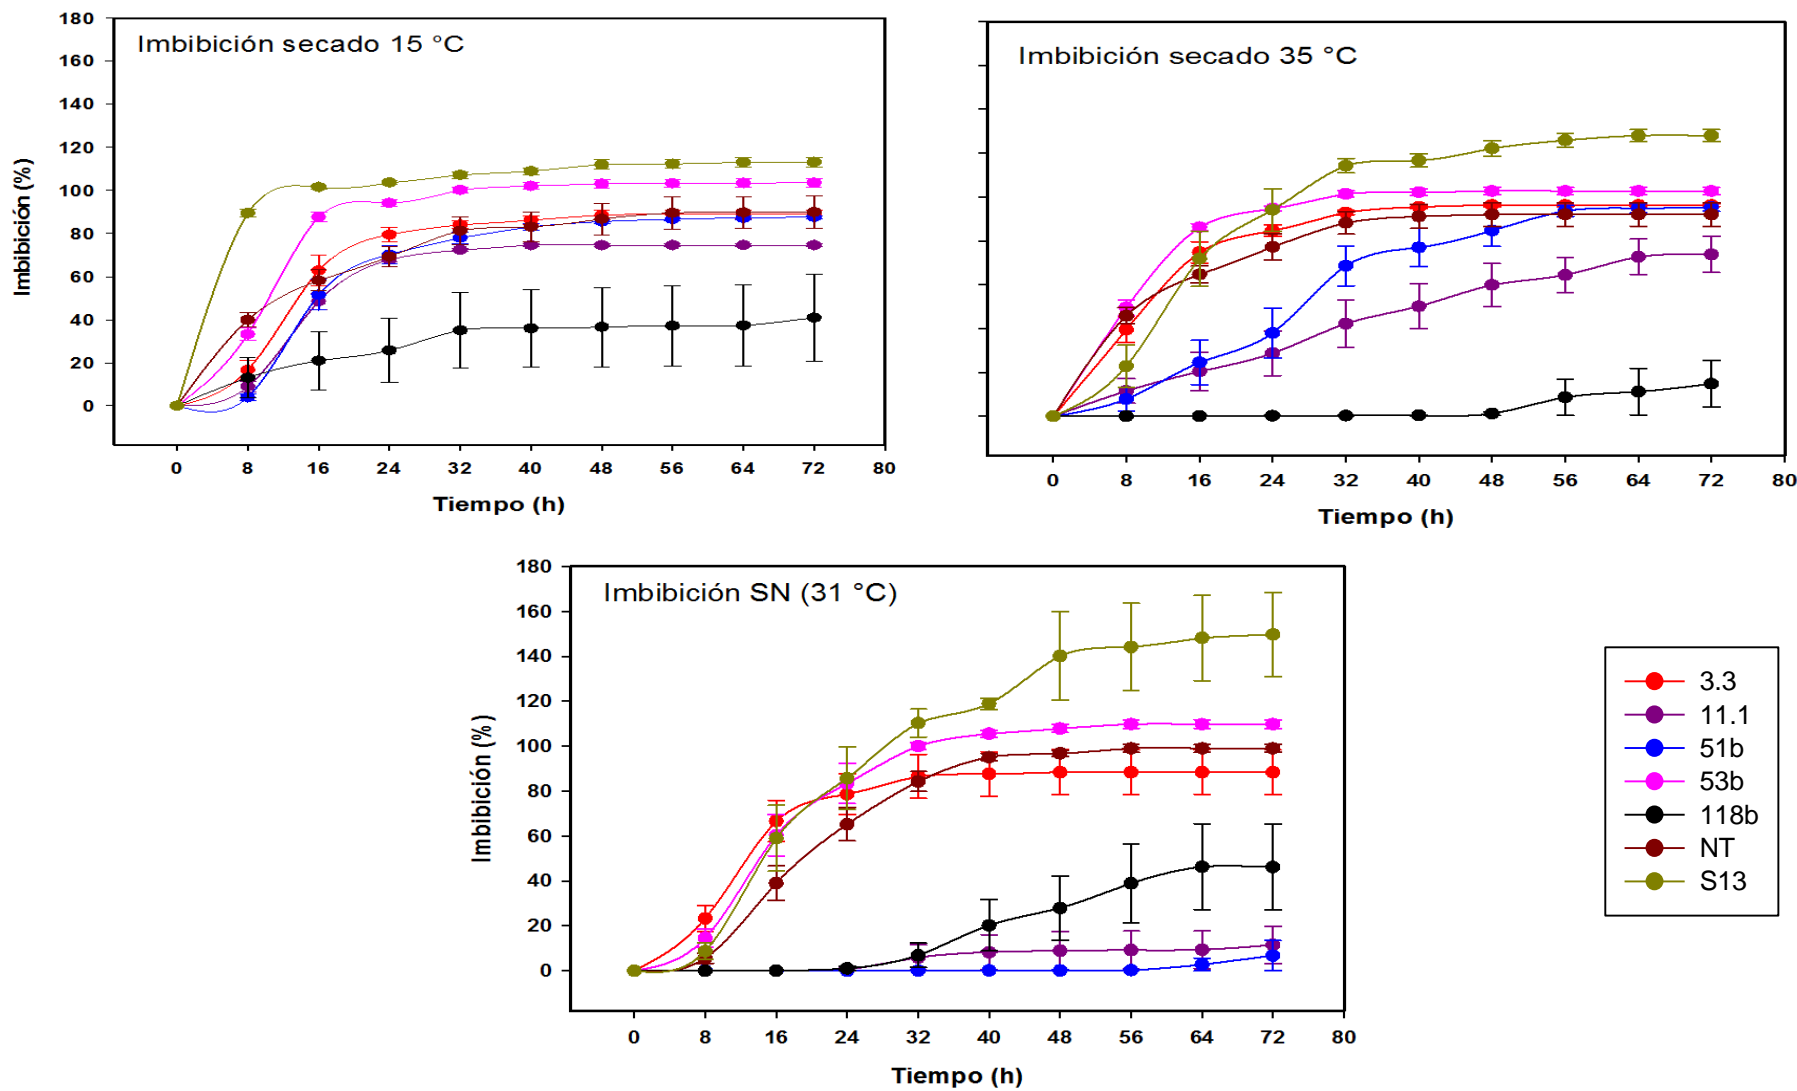 Imbibición secado 15 °C
Imbibición (%)
180
160
140
120
100
80
60
40
20
0
0 8 16 24 32 40 48 56 64 72 80
Tiempo (h)
Imbibición secado 35 °C
0 8 16 24 32 40 48 56 64 72 80
Tiempo (h)
Imbibición SN (31 °C)
Imbibición (%)
180
160
140
120
100
80
60
40
20
0
0 8 16 24 32 40 48 56 64 72 80
Tiempo (h)
3.3
11.1
51b
53b
118b
NT
S13